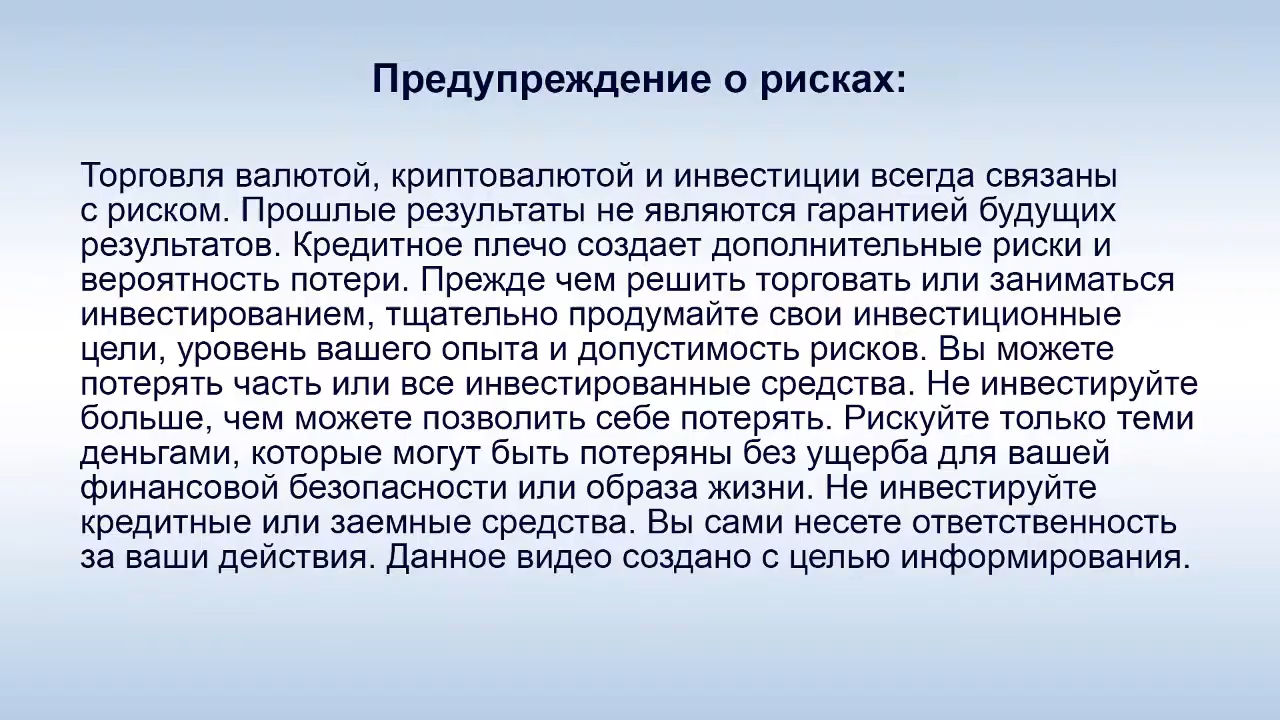 Предупреждение о рисках:
Торговля валютой, криптовалютой и инвестиции всегда связаны
с риском. Прошлые результаты не являются гарантией будущих
результатов. Кредитное плечо создает дополнительные риски и
вероятность потери. Прежде чем решить торговать или заниматься
инвестированием, тщательно продумайте свои инвестиционные
цели, уровень вашего опыта и допустимость рисков. Вы можете
потерять часть или все инвестированные средства. Не инвестируйте
больше, чем можете позволить себе потерять. Рискуйте только теми
деньгами, которые могут быть потеряны без ущерба для вашей
финансовой безопасности или образа жизни. Не инвестируйте
кредитные или заемные средства. Вы сами несете ответственность
за ваши действия. Данное видео создано с целью информирования.